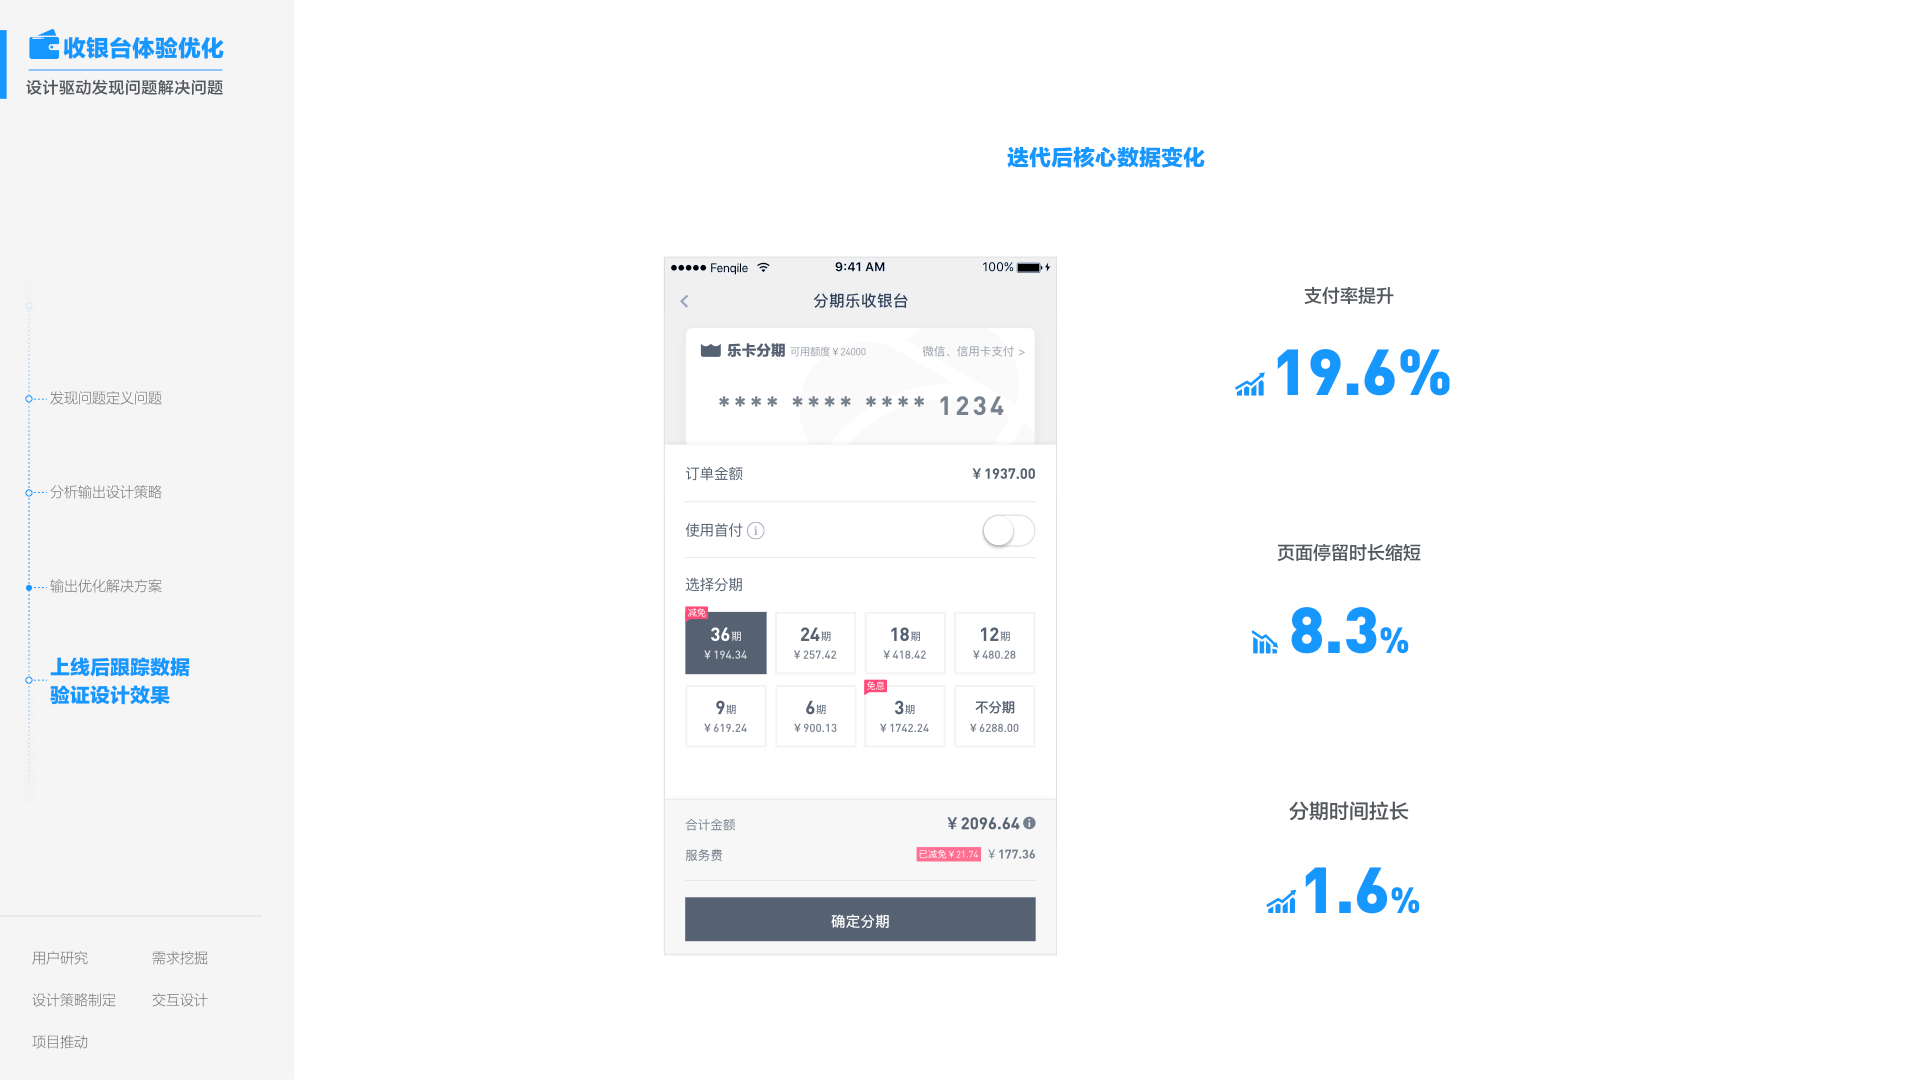 收银台体验优化
设计驱动发现问题解决问题
发现问题定义问题
分析输出设计策略
输出优化解决方案
上线后跟踪数据
验证设计效果
用户研究 需求挖掘
设计策略制定 交互设计
项目推动
迭代后核心数据变化
Fenqile 9:41 AM 100%
分期乐收银台
乐卡分期 可用额度￥24000 微信、信用卡支付 >
**** **** **** 1234
订单金额 ￥1937.00
使用首付
选择分期
减免
36期 24期 18期 12期
￥194.34 ￥257.42 ￥418.42 ￥480.28
免息
9期 6期 3期 不分期
￥619.24 ￥900.13 ￥1742.24 ￥6288.00
合计金额 ￥2096.64
服务费 已减免￥21.74 ￥177.36
确定分期
支付率提升
19.6%
页面停留时长缩短
8.3%
分期时间拉长
1.6%